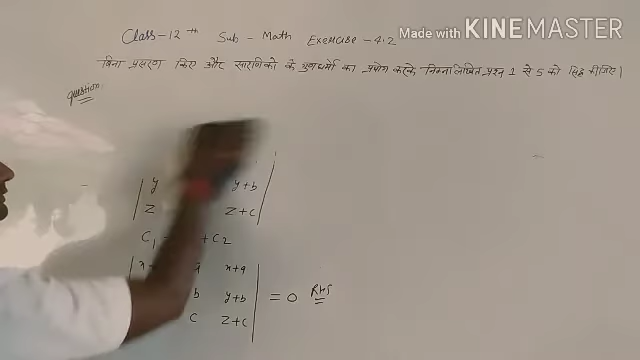 Made with KINEMASTER
Class-12th Sub - Math Exercise - 4.2
बिना प्रसरण किए और सारणिकों के गुणधर्मो का प्रयोग करके निम्नलिखित प्रश्न 1 से 5 को सिद्ध कीजिए।
question
y y+b
z z+c
C1 + C2
x+a
b y+b = 0 RHS
c z+c